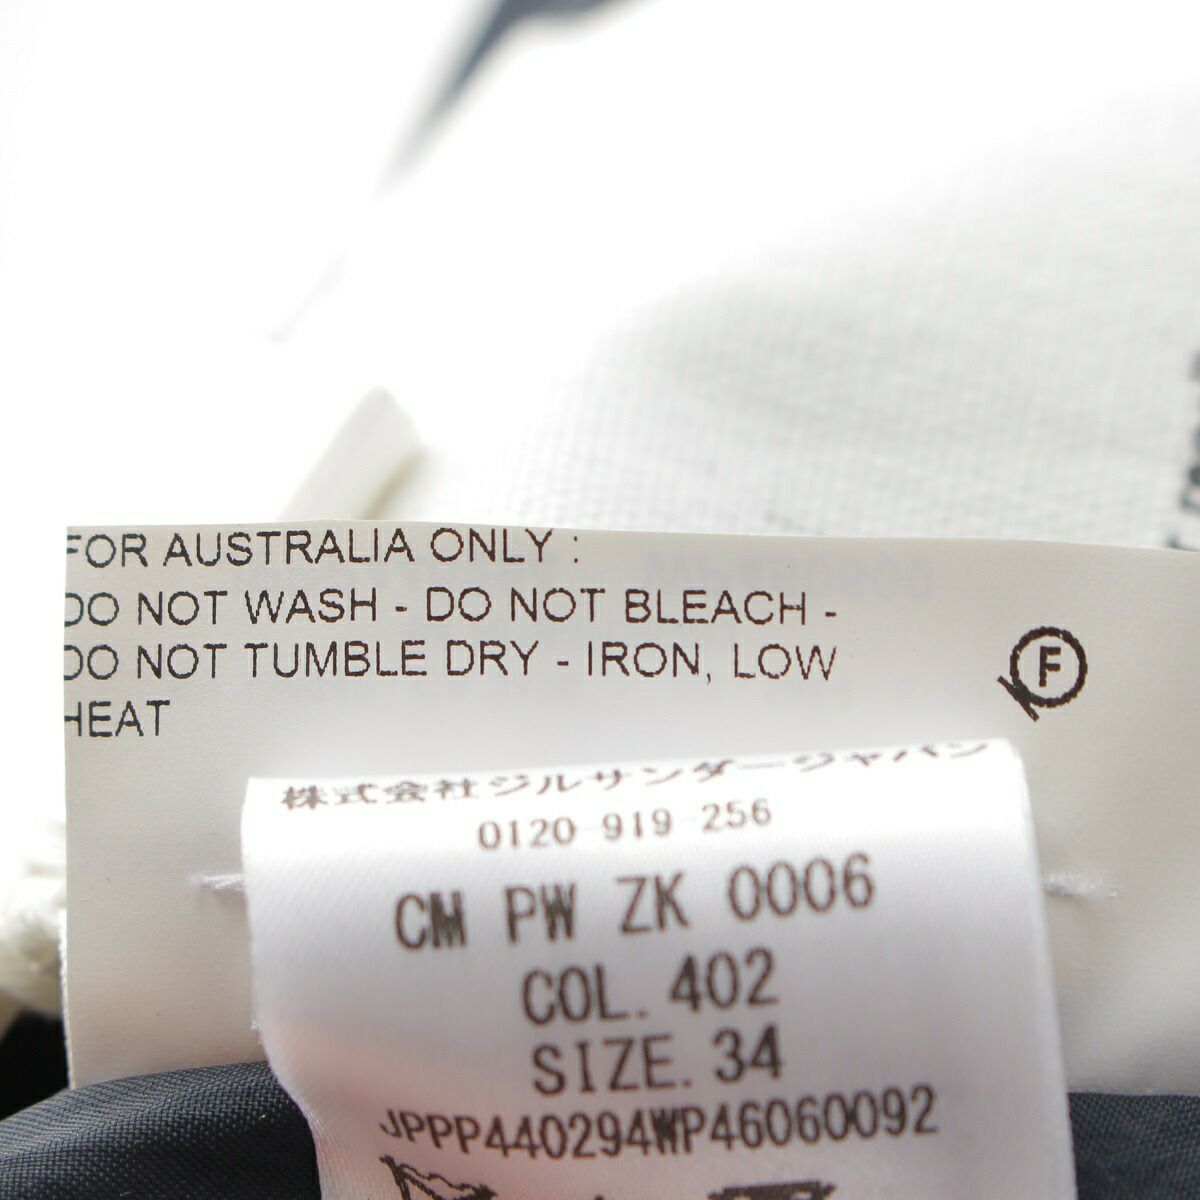 FOR AUSTRALIA ONLY :
DO NOT WASH - DO NOT BLEACH -
DO NOT TUMBLE DRY - IRON, LOW
HEAT
F
株式会社ジルサンダージャパン
0120 919 256
CM PW ZK 0006
COL. 402
SIZE. 34
JPPP440294WP46060092